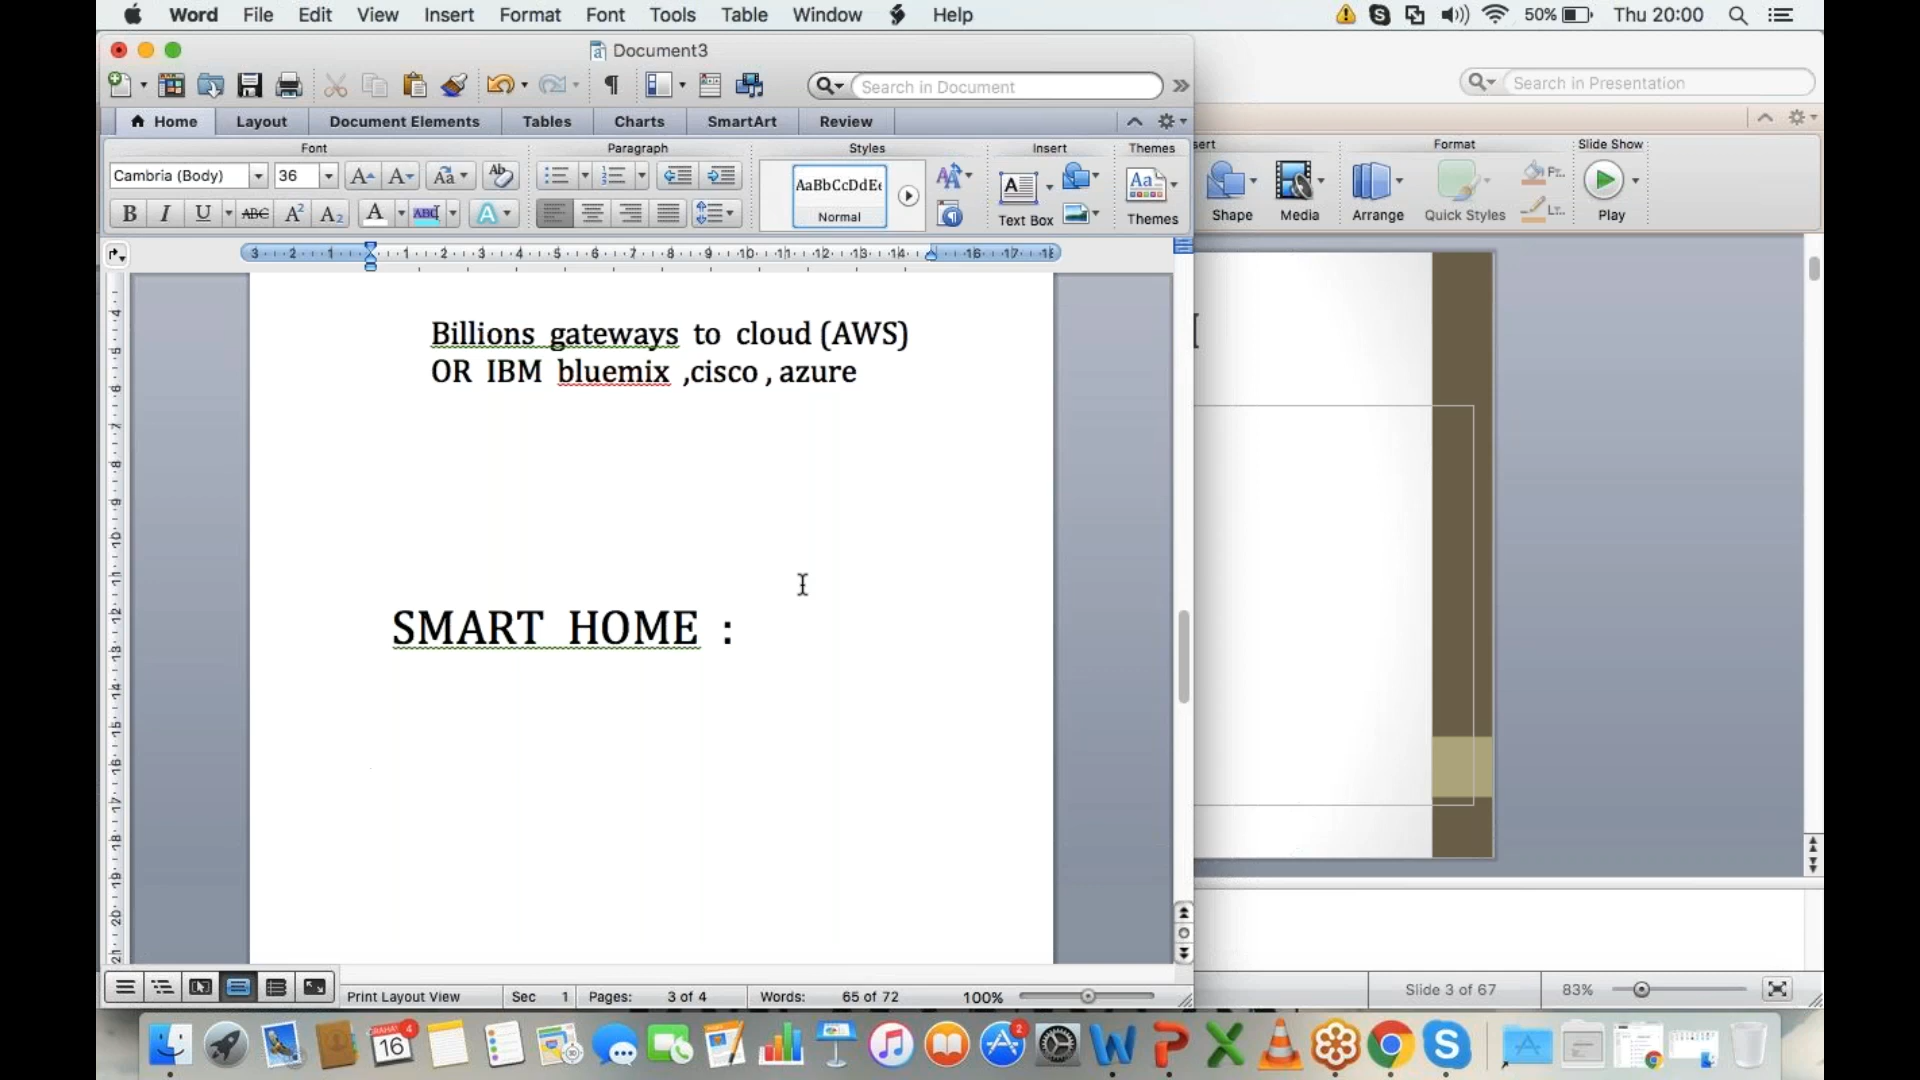 Word File Edit View Insert Format Font Tools Table Window Help 50% Thu 20:00
Document3
Search in Document
Search in Presentation
Home Layout Document Elements Tables Charts SmartArt Review
Font Paragraph Styles Insert Themes
Format Slide Show
Cambria (Body) 36
AaBbCcDdE
Normal
Text Box
Themes
Shape Media Arrange Quick Styles Play
Billions gateways to cloud (AWS)
OR IBM bluemix ,cisco , azure
SMART HOME :
Print Layout View Sec 1 Pages: 3 of 4 Words: 65 of 72 100%
Slide 3 of 67 83%
16